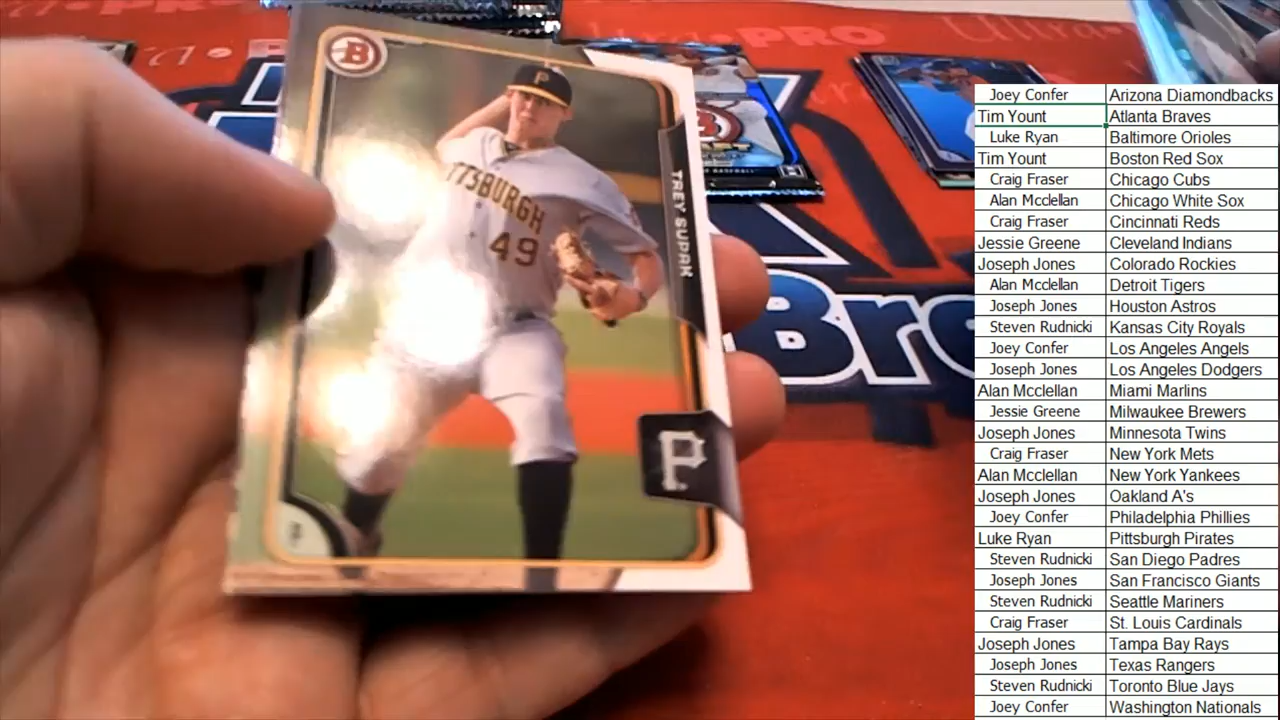 B
P
PITTSBURGH
49
TREY SUPAK
P
P
PRO
Ultra
Bro
Joey Confer Arizona Diamondbacks
Tim Yount Atlanta Braves
Luke Ryan Baltimore Orioles
Tim Yount Boston Red Sox
Craig Fraser Chicago Cubs
Alan Mcclellan Chicago White Sox
Craig Fraser Cincinnati Reds
Jessie Greene Cleveland Indians
Joseph Jones Colorado Rockies
Alan Mcclellan Detroit Tigers
Joseph Jones Houston Astros
Steven Rudnicki Kansas City Royals
Joey Confer Los Angeles Angels
Joseph Jones Los Angeles Dodgers
Alan Mcclellan Miami Marlins
Jessie Greene Milwaukee Brewers
Joseph Jones Minnesota Twins
Craig Fraser New York Mets
Alan Mcclellan New York Yankees
Joseph Jones Oakland A's
Joey Confer Philadelphia Phillies
Luke Ryan Pittsburgh Pirates
Steven Rudnicki San Diego Padres
Joseph Jones San Francisco Giants
Steven Rudnicki Seattle Mariners
Craig Fraser St. Louis Cardinals
Joseph Jones Tampa Bay Rays
Joseph Jones Texas Rangers
Steven Rudnicki Toronto Blue Jays
Joey Confer Washington Nationals